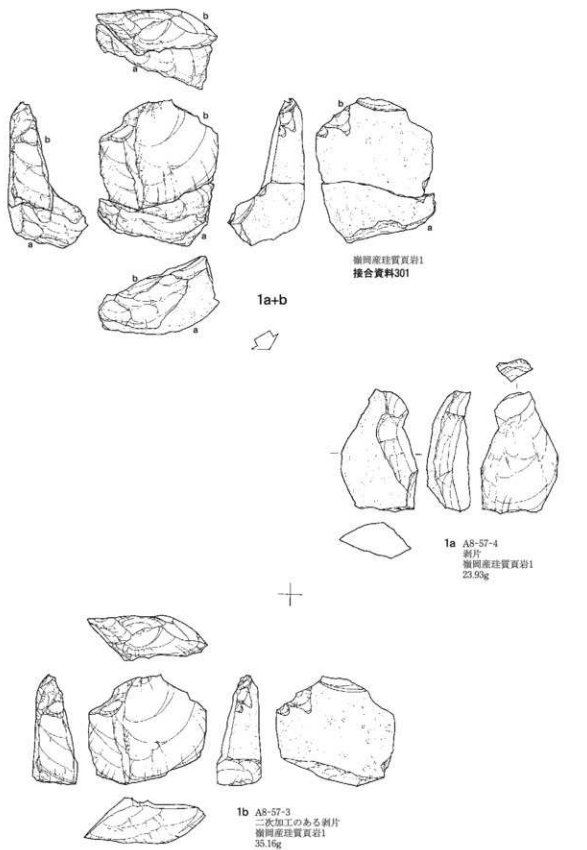 b
a
b
b
b
a
a
a
嶺岡産珪質頁岩1
接合資料301
b
a
1a+b
1a A8-57-4
剥片
嶺岡産珪質頁岩1
23.93g
1b A8-57-3
二次加工のある剥片
嶺岡産珪質頁岩1
35.16g